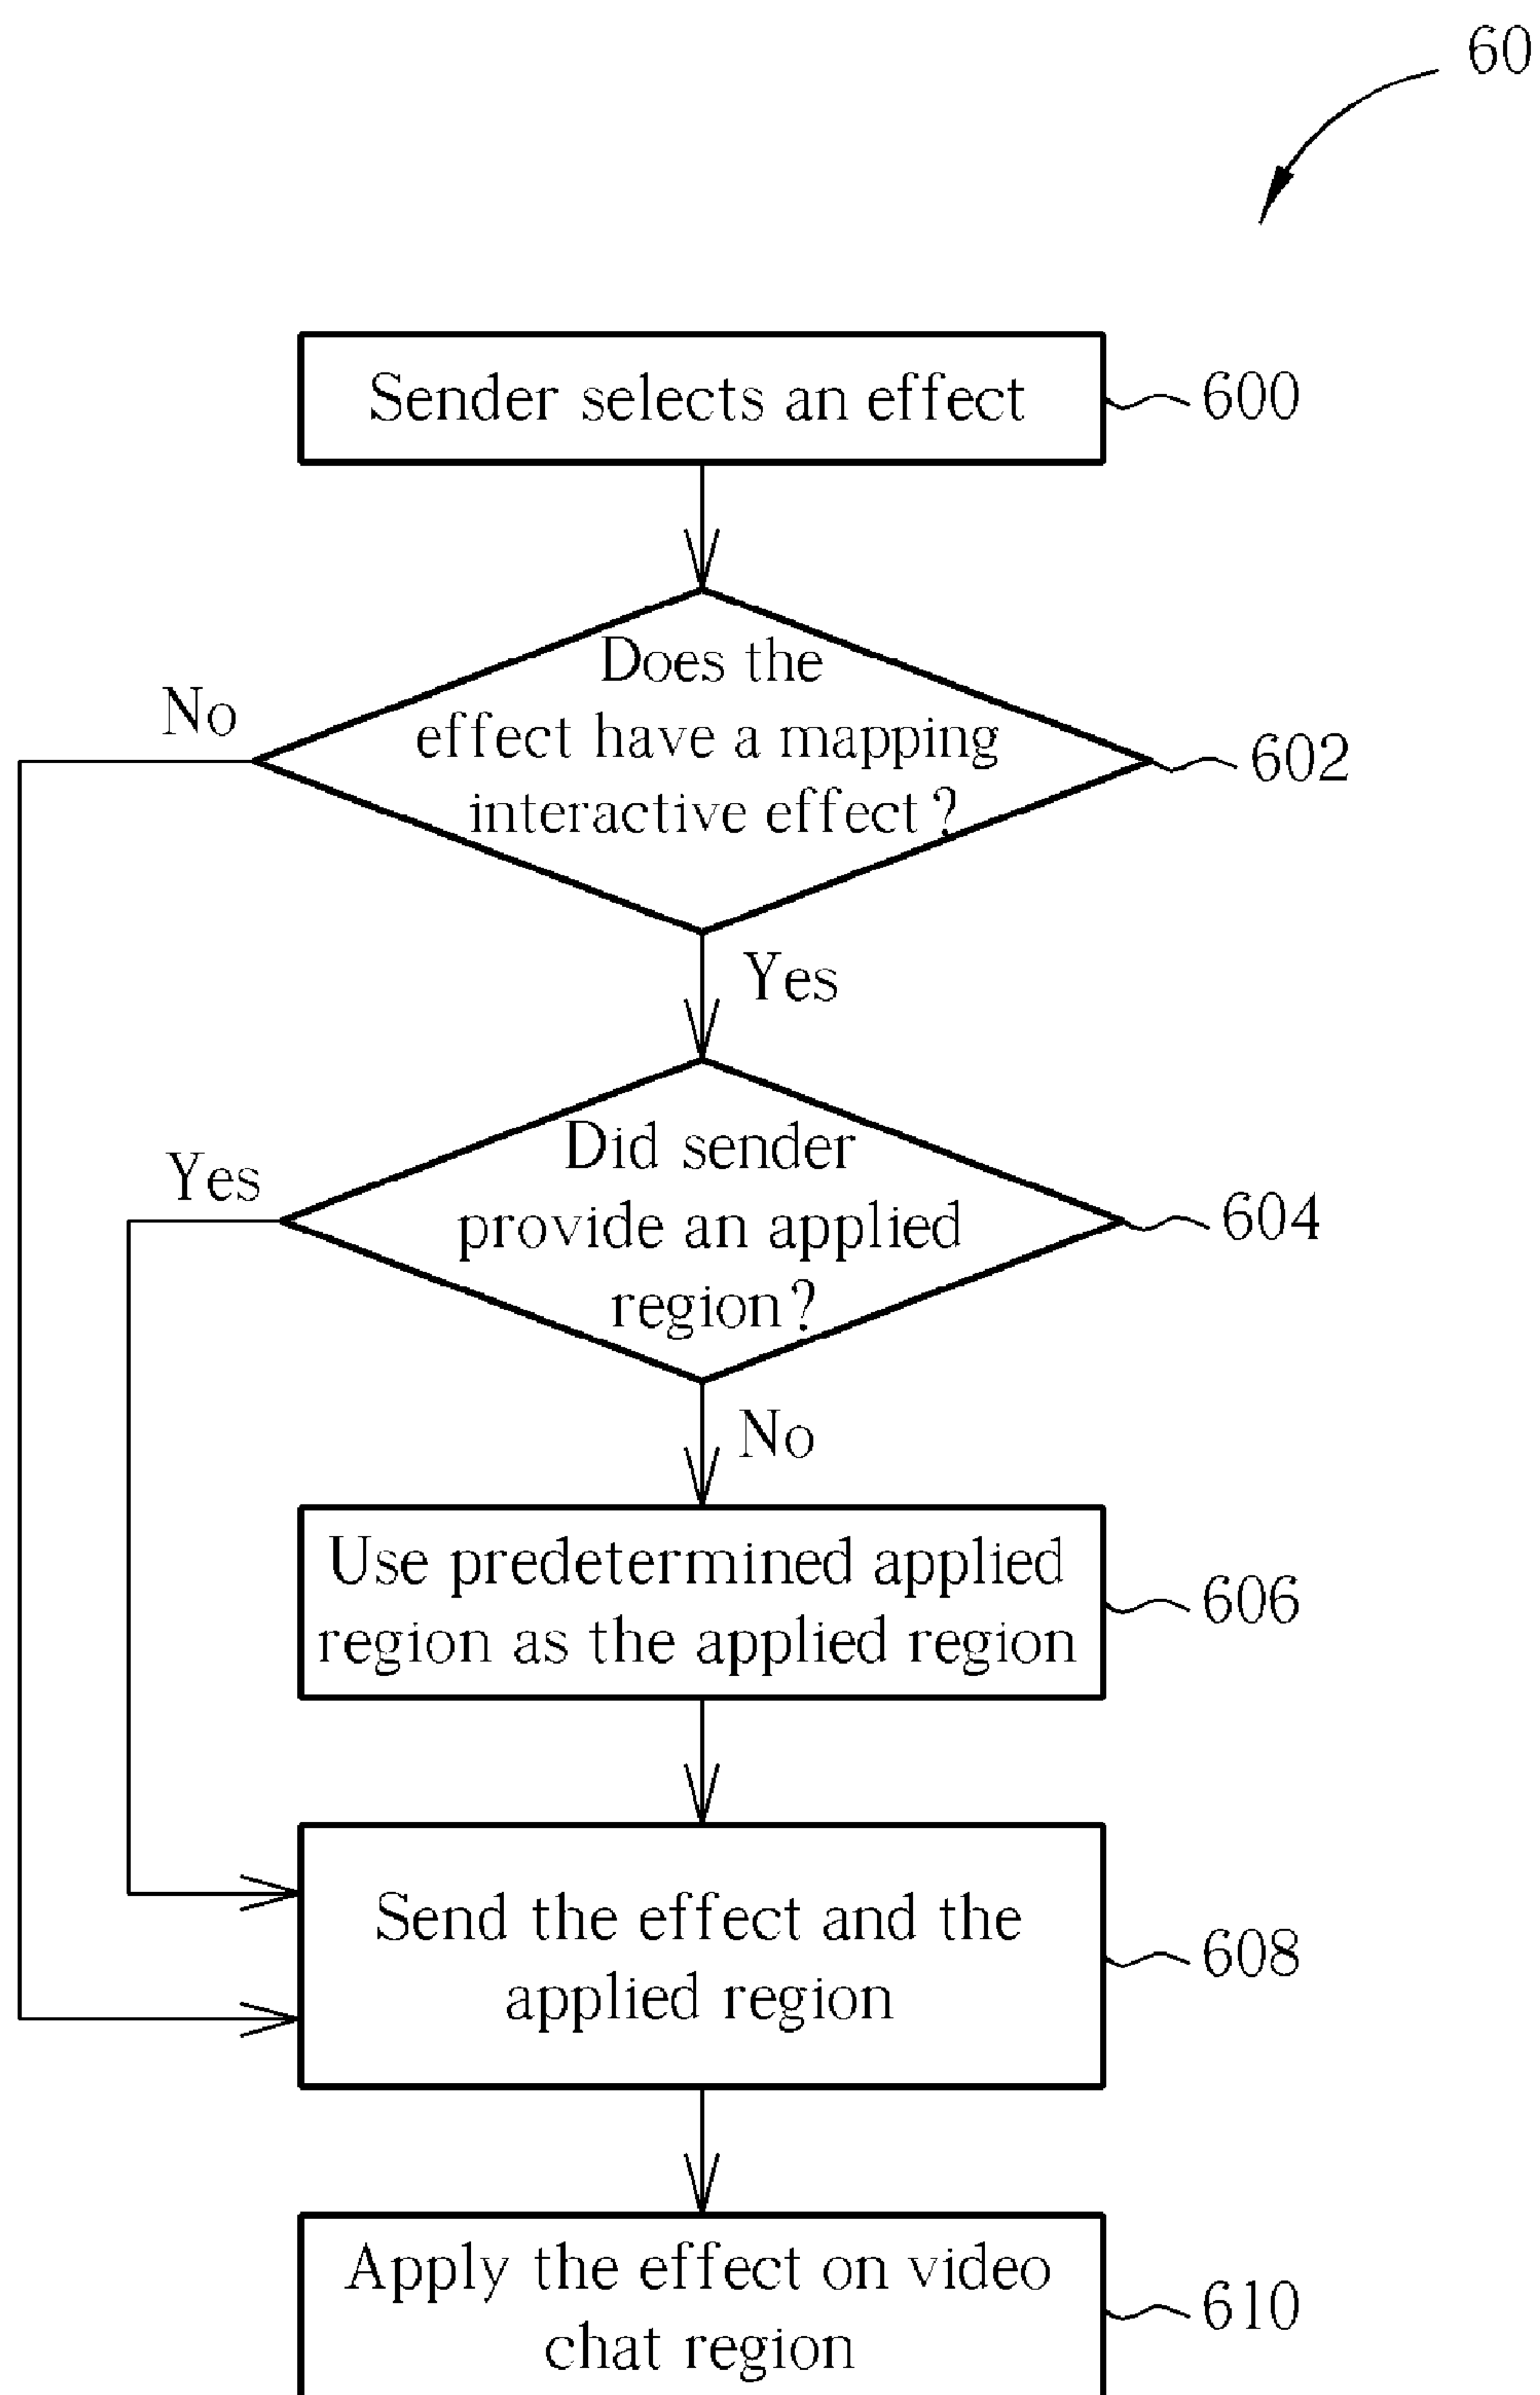 60
Sender selects an effect
600
Does the
effect have a mapping
interactive effect?
602
No
Yes
Did sender
provide an applied
region?
604
Yes
No
Use predetermined applied
region as the applied region
606
Send the effect and the
applied region
608
Apply the effect on video
chat region
610